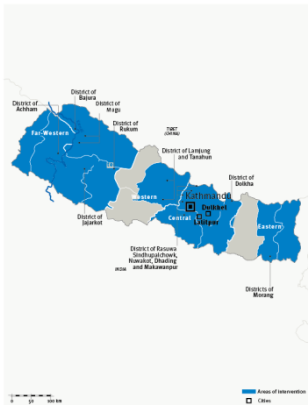 District of
Bajura
District of
Achham
District of
Mugu
District of
Rukum
Far-Western
TIBET
(CHINA)
District of Lamjung
and Tanahun
District of
Dolkha
Western
Kathmandu
Dulikhel
Central
Lalitpur
Eastern
District of
Jajarkot
District of Rasuwa
Sindhupalchowk,
Nuwakot, Dhading
and Makawanpur
INDIA
Districts of
Morang
0 50 100 km
Areas of intervention
Cities